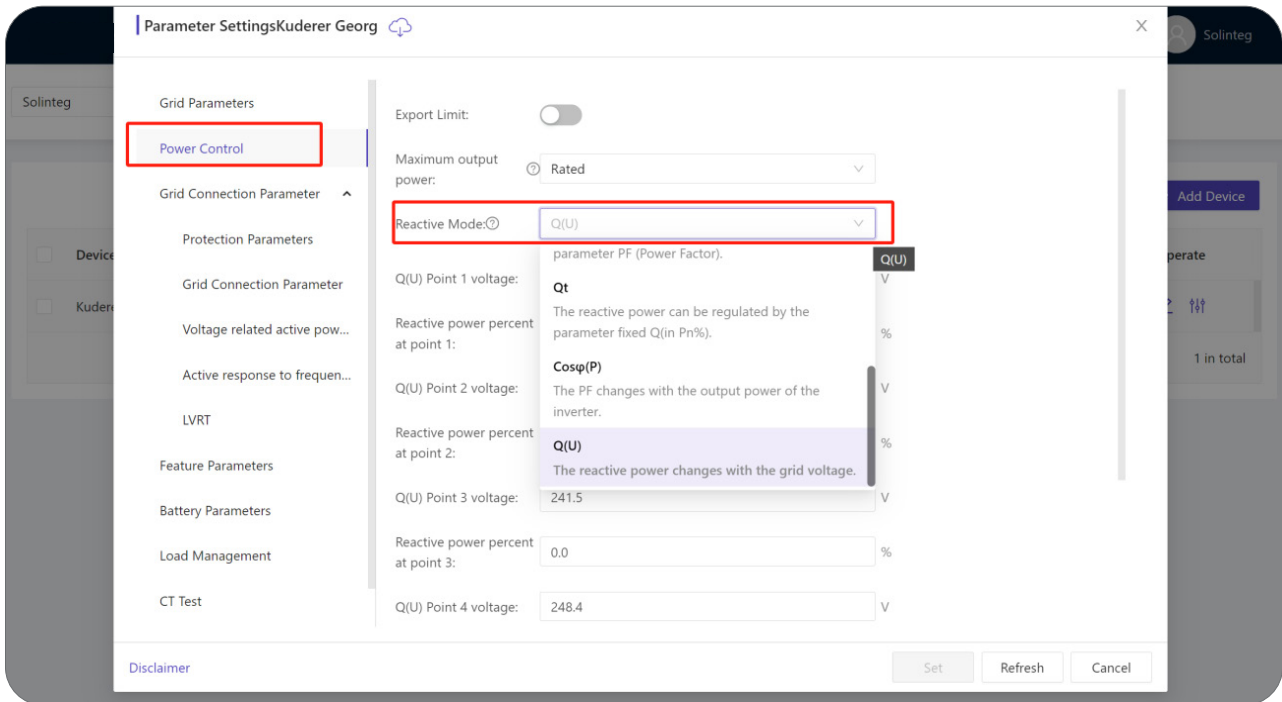 Parameter SettingsKuderer Georg
Solinteg
Solinteg
Add Device
Device
perate
Kudere
1 in total
Grid Parameters
Power Control
Grid Connection Parameter
Protection Parameters
Grid Connection Parameter
Voltage related active pow...
Active response to frequen...
LVRT
Feature Parameters
Battery Parameters
Load Management
CT Test
Export Limit:
Maximum output
power:
Rated
Reactive Mode:
Q(U)
parameter PF (Power Factor).
Qt
The reactive power can be regulated by the
parameter fixed Q(in Pn%).
Cosφ(P)
The PF changes with the output power of the
inverter.
Q(U)
The reactive power changes with the grid voltage.
Q(U)
Q(U) Point 1 voltage:
V
Reactive power percent
at point 1:
%
Q(U) Point 2 voltage:
V
Reactive power percent
at point 2:
%
Q(U) Point 3 voltage:
241.5
V
Reactive power percent
at point 3:
0.0
%
Q(U) Point 4 voltage:
248.4
V
Disclaimer
Set
Refresh
Cancel